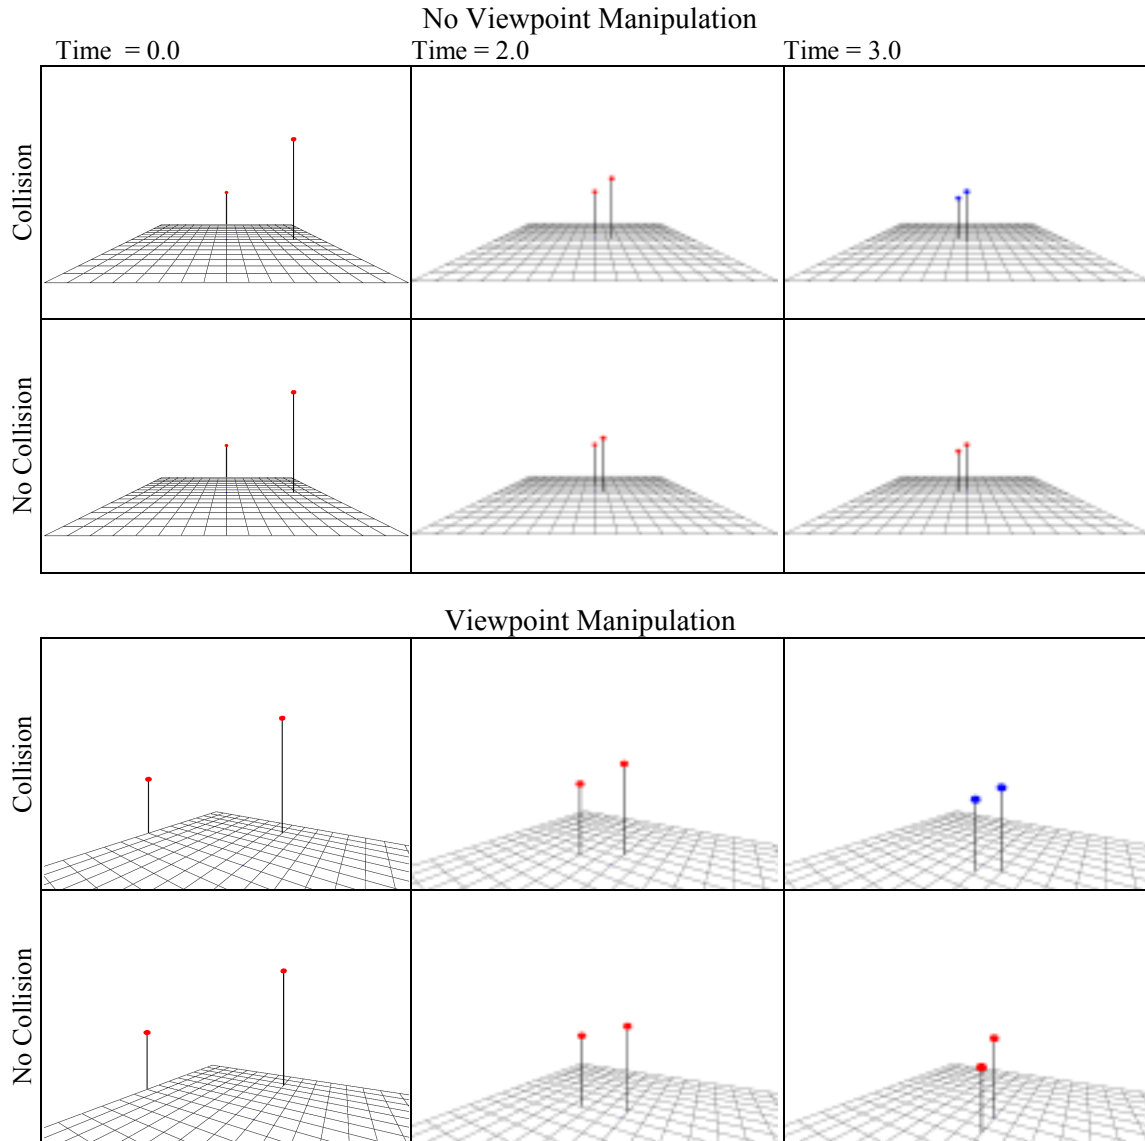 No Viewpoint Manipulation
Time = 0.0
Time = 2.0
Time = 3.0
Collision
No Collision
Viewpoint Manipulation
Collision
No Collision